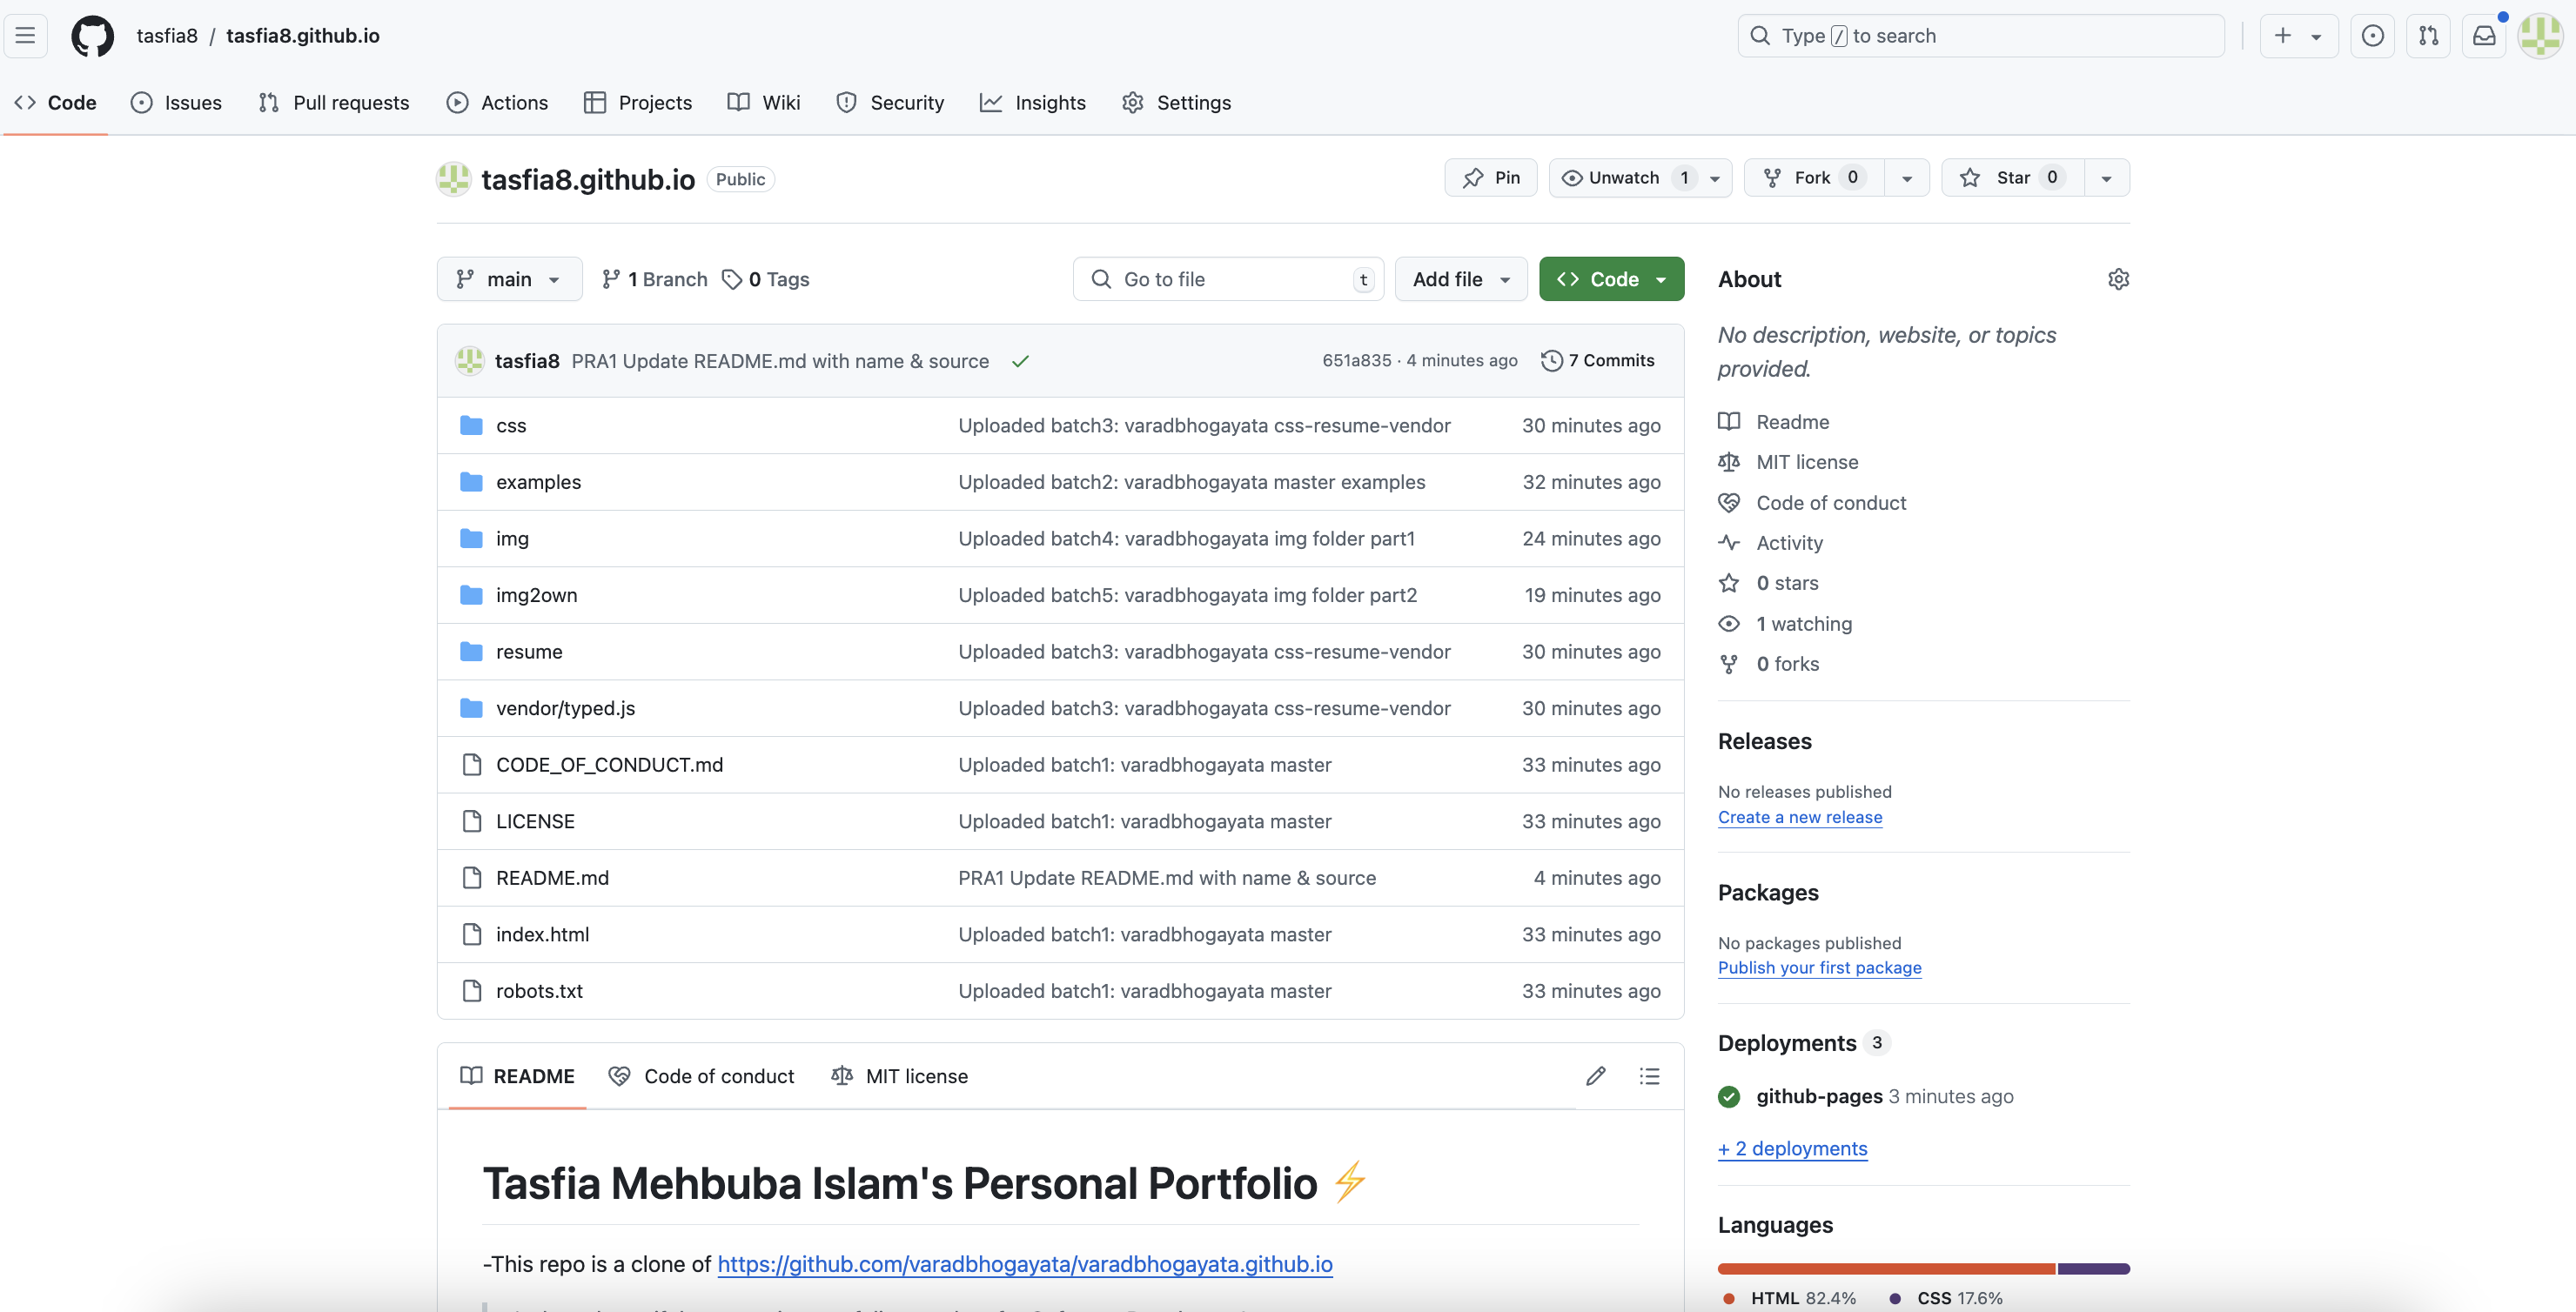 tasfia8 / tasfia8.github.io
Type / to search
Code Issues Pull requests Actions Projects Wiki Security Insights Settings
tasfia8.github.io Public
Pin Unwatch 1 Fork 0 Star 0
main 1 Branch 0 Tags Go to file t Add file Code
tasfia8 PRA1 Update README.md with name & source 651a835 · 4 minutes ago 7 Commits
css Uploaded batch3: varadbhogayata css-resume-vendor 30 minutes ago
examples Uploaded batch2: varadbhogayata master examples 32 minutes ago
img Uploaded batch4: varadbhogayata img folder part1 24 minutes ago
img2own Uploaded batch5: varadbhogayata img folder part2 19 minutes ago
resume Uploaded batch3: varadbhogayata css-resume-vendor 30 minutes ago
vendor/typed.js Uploaded batch3: varadbhogayata css-resume-vendor 30 minutes ago
CODE_OF_CONDUCT.md Uploaded batch1: varadbhogayata master 33 minutes ago
LICENSE Uploaded batch1: varadbhogayata master 33 minutes ago
README.md PRA1 Update README.md with name & source 4 minutes ago
index.html Uploaded batch1: varadbhogayata master 33 minutes ago
robots.txt Uploaded batch1: varadbhogayata master 33 minutes ago
README Code of conduct MIT license
Tasfia Mehbuba Islam's Personal Portfolio ⚡
-This repo is a clone of https://github.com/varadbhogayata/varadbhogayata.github.io
About
No description, website, or topics
provided.
Readme
MIT license
Code of conduct
Activity
0 stars
1 watching
0 forks
Releases
No releases published
Create a new release
Packages
No packages published
Publish your first package
Deployments 3
github-pages 3 minutes ago
+ 2 deployments
Languages
HTML 82.4% CSS 17.6%